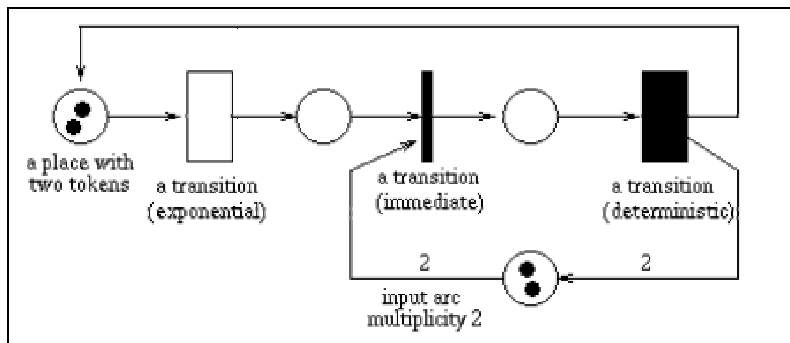 a place with
two tokens
a transition
(exponential)
a transition
(immediate)
a transition
(deterministic)
2
2
input arc
multiplicity 2